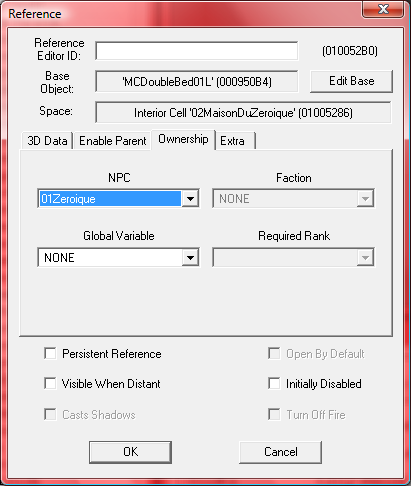 Reference
Reference Editor ID: (010052B0)
Base Object: 'MCDoubleBed01L' (000950B4) Edit Base
Space: Interior Cell '02MaisonDuZeroique' (01005286)
3D Data Enable Parent Ownership Extra
NPC Faction
01Zeroique NONE
Global Variable Required Rank
NONE
Persistent Reference Open By Default
Visible When Distant Initially Disabled
Casts Shadows Turn Off Fire
OK Cancel